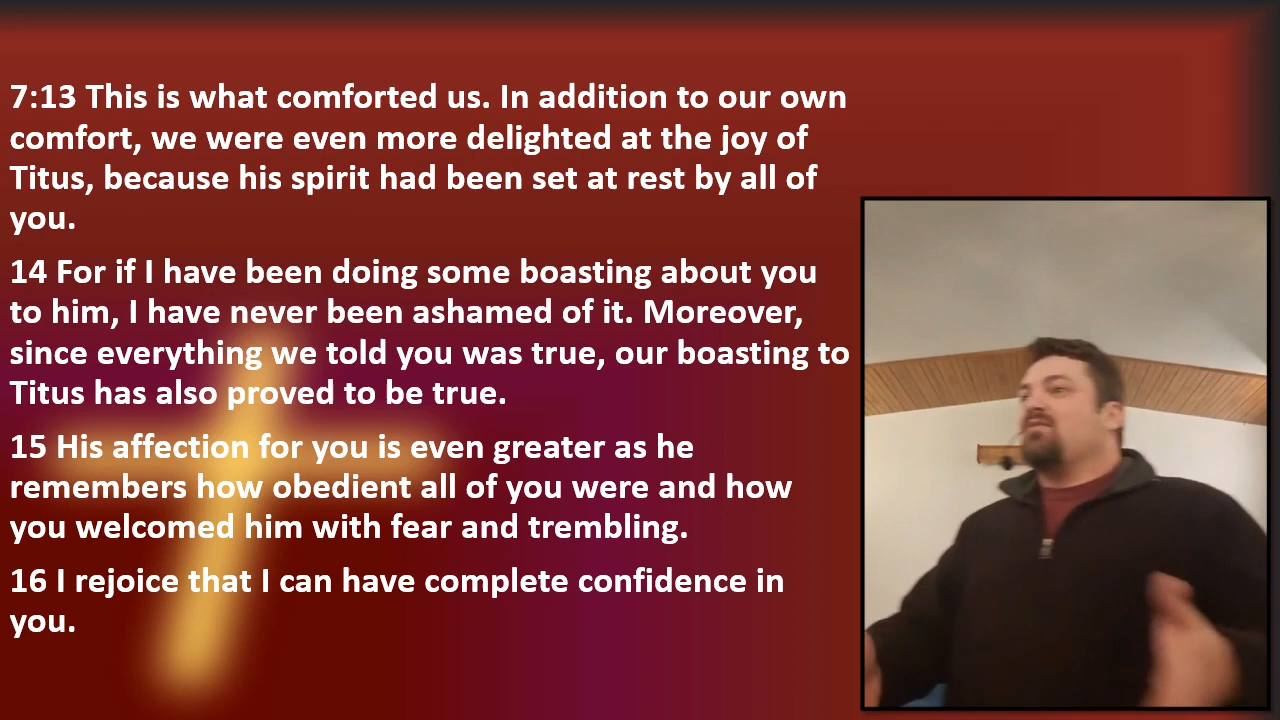 7:13 This is what comforted us. In addition to our own
comfort, we were even more delighted at the joy of
Titus, because his spirit had been set at rest by all of
you.
14 For if I have been doing some boasting about you
to him, I have never been ashamed of it. Moreover,
since everything we told you was true, our boasting to
Titus has also proved to be true.
15 His affection for you is even greater as he
remembers how obedient all of you were and how
you welcomed him with fear and trembling.
16 I rejoice that I can have complete confidence in
you.